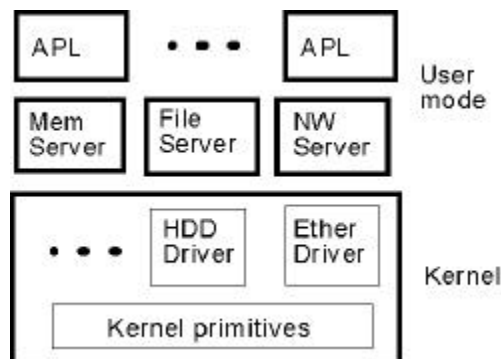 APL
APL
User
mode
Mem
Server
File
Server
NW
Server
HDD
Driver
Ether
Driver
Kernel
Kernel primitives